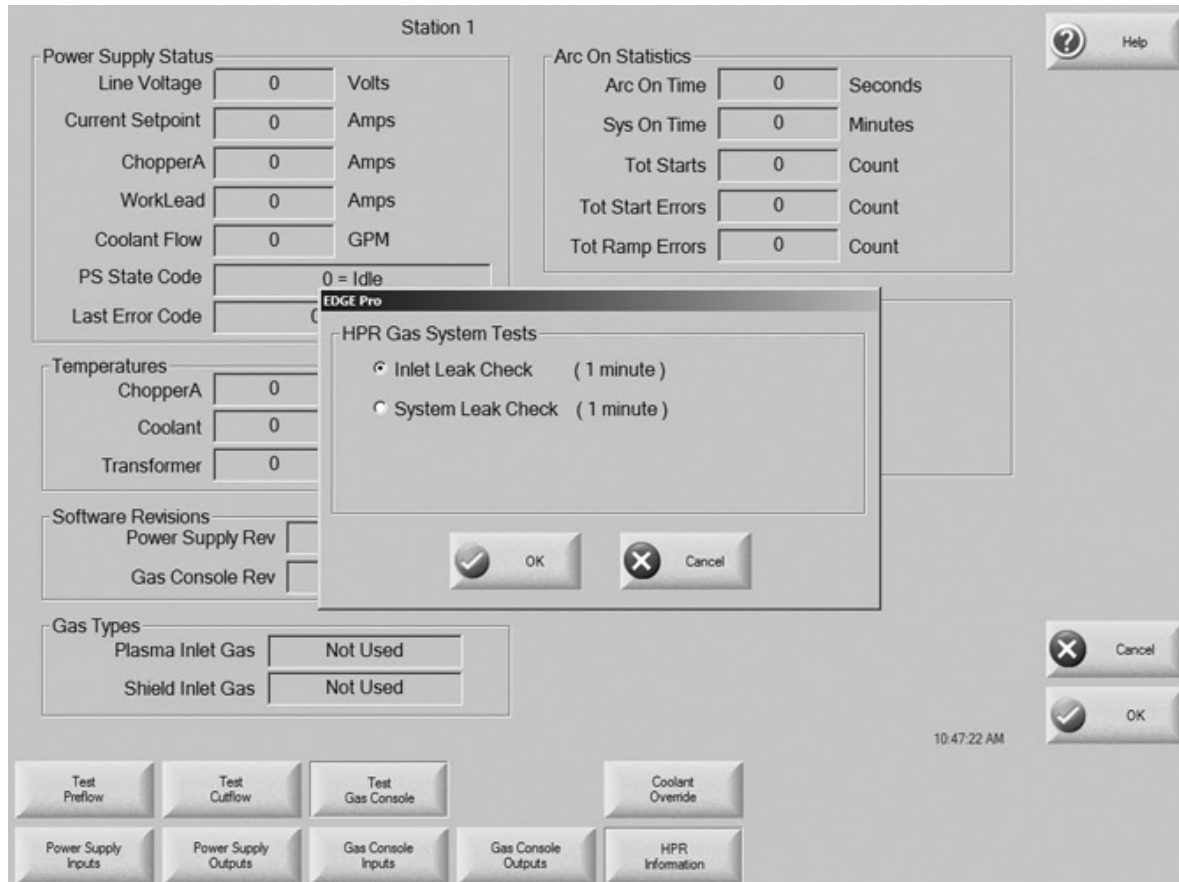 Station 1
Help
Power Supply Status
Line Voltage 0 Volts
Current Setpoint 0 Amps
ChopperA 0 Amps
WorkLead 0 Amps
Coolant Flow 0 GPM
PS State Code 0 = Idle
Last Error Code
Arc On Statistics
Arc On Time 0 Seconds
Sys On Time 0 Minutes
Tot Starts 0 Count
Tot Start Errors 0 Count
Tot Ramp Errors 0 Count
EDGE Pro
HPR Gas System Tests
Inlet Leak Check ( 1 minute )
System Leak Check ( 1 minute )
OK
Cancel
Temperatures
ChopperA 0
Coolant 0
Transformer 0
Software Revisions
Power Supply Rev
Gas Console Rev
Gas Types
Plasma Inlet Gas Not Used
Shield Inlet Gas Not Used
Cancel
OK
10:47:22 AM
Test
Preflow
Test
Cutflow
Test
Gas Console
Coolant
Override
Power Supply
Inputs
Power Supply
Outputs
Gas Console
Inputs
Gas Console
Outputs
HPR
Information